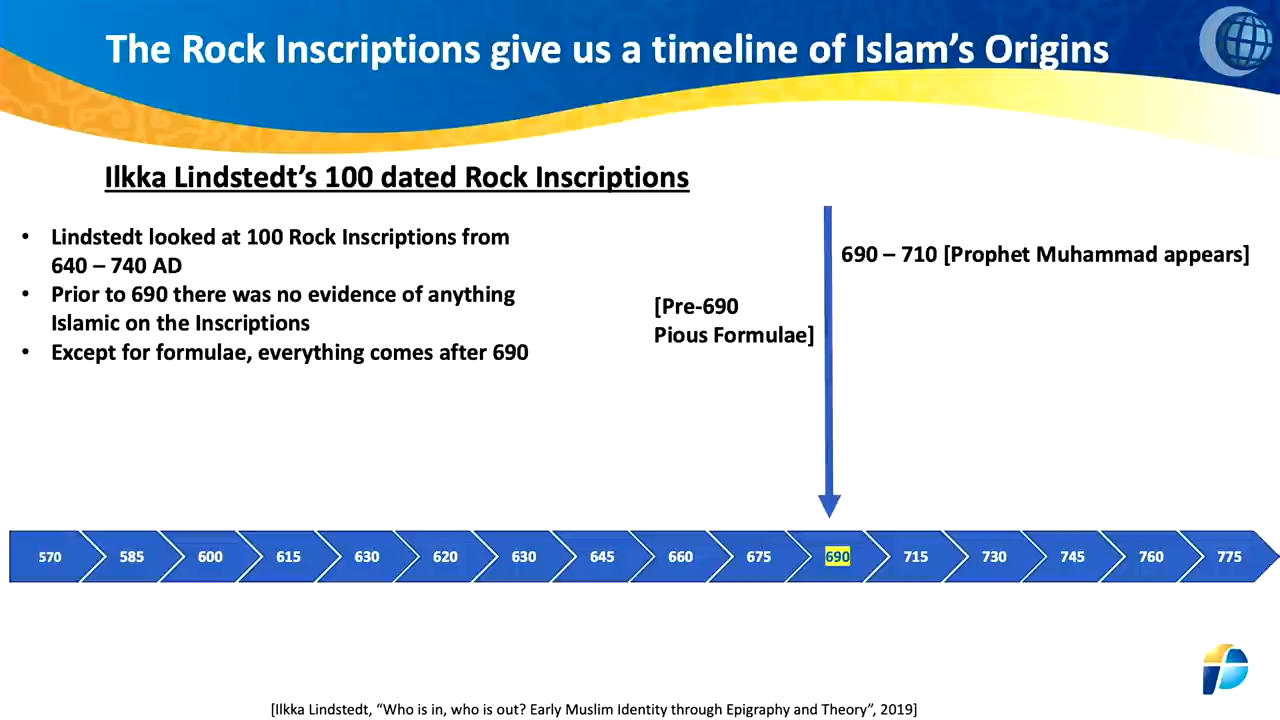 The Rock Inscriptions give us a timeline of Islam's Origins
Ilkka Lindstedt's 100 dated Rock Inscriptions
• Lindstedt looked at 100 Rock Inscriptions from
640 – 740 AD
• Prior to 690 there was no evidence of anything
Islamic on the Inscriptions
• Except for formulae, everything comes after 690
[Pre-690
Pious Formulae]
690 – 710 [Prophet Muhammad appears]
570 585 600 615 630 620 630 645 660 675 690 715 730 745 760 775
[Ilkka Lindstedt, "Who is in, who is out? Early Muslim Identity through Epigraphy and Theory", 2019]